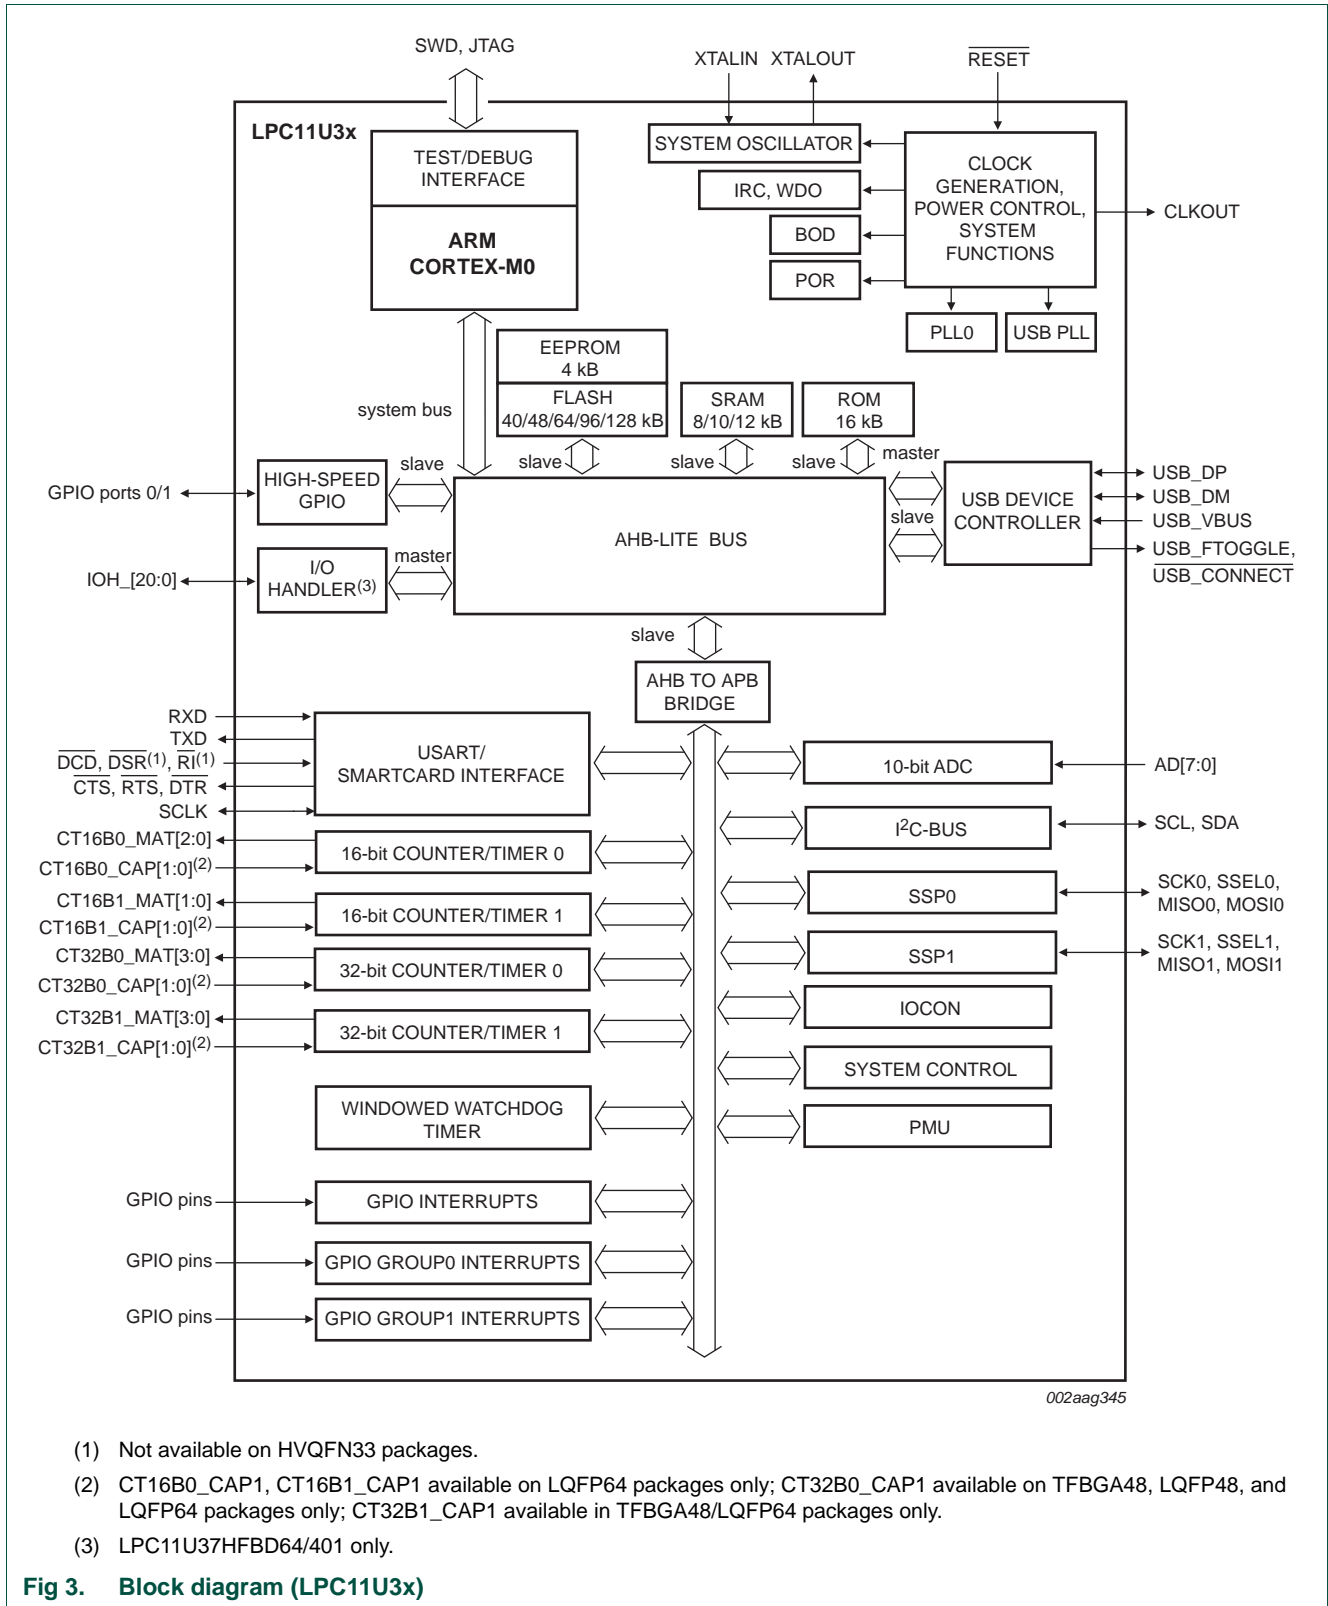 SWD, JTAG
XTALIN XTALOUT
RESET
LPC11U3x
TEST/DEBUG
INTERFACE
ARM
CORTEX-M0
SYSTEM OSCILLATOR
IRC, WDO
BOD
POR
CLOCK
GENERATION,
POWER CONTROL,
SYSTEM
FUNCTIONS
CLKOUT
PLL0
USB PLL
system bus
EEPROM
4 kB
FLASH
40/48/64/96/128 kB
SRAM
8/10/12 kB
ROM
16 kB
slave
slave
slave
slave
master
GPIO ports 0/1
HIGH-SPEED
GPIO
AHB-LITE BUS
slave
USB DEVICE
CONTROLLER
USB_DP
USB_DM
USB_VBUS
USB_FTOGGLE,
USB_CONNECT
IOH_[20:0]
I/O
HANDLER(3)
master
slave
AHB TO APB
BRIDGE
RXD
TXD
DCD, DSR(1), RI(1)
CTS, RTS, DTR
SCLK
USART/
SMARTCARD INTERFACE
CT16B0_MAT[2:0]
CT16B0_CAP[1:0](2)
16-bit COUNTER/TIMER 0
CT16B1_MAT[1:0]
CT16B1_CAP[1:0](2)
16-bit COUNTER/TIMER 1
CT32B0_MAT[3:0]
CT32B0_CAP[1:0](2)
32-bit COUNTER/TIMER 0
CT32B1_MAT[3:0]
CT32B1_CAP[1:0](2)
32-bit COUNTER/TIMER 1
WINDOWED WATCHDOG
TIMER
GPIO pins
GPIO INTERRUPTS
GPIO pins
GPIO GROUP0 INTERRUPTS
GPIO pins
GPIO GROUP1 INTERRUPTS
10-bit ADC
AD[7:0]
I2C-BUS
SCL, SDA
SSP0
SCK0, SSEL0,
MISO0, MOSI0
SSP1
SCK1, SSEL1,
MISO1, MOSI1
IOCON
SYSTEM CONTROL
PMU
002aag345
(1) Not available on HVQFN33 packages.
(2) CT16B0_CAP1, CT16B1_CAP1 available on LQFP64 packages only; CT32B0_CAP1 available on TFBGA48, LQFP48, and
LQFP64 packages only; CT32B1_CAP1 available in TFBGA48/LQFP64 packages only.
(3) LPC11U37HFBD64/401 only.
Fig 3. Block diagram (LPC11U3x)